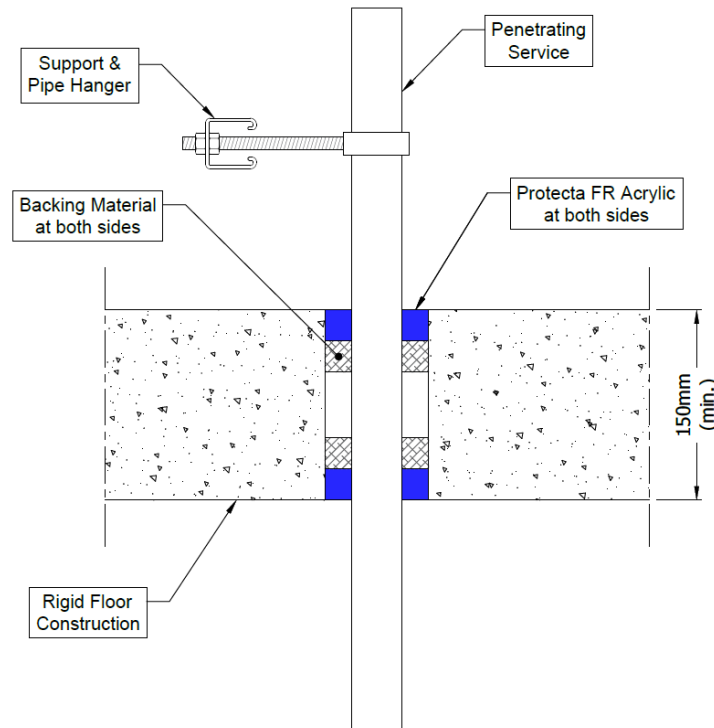 Penetrating
Service
Support &
Pipe Hanger
Backing Material
at both sides
Protecta FR Acrylic
at both sides
150mm
(min.)
Rigid Floor
Construction